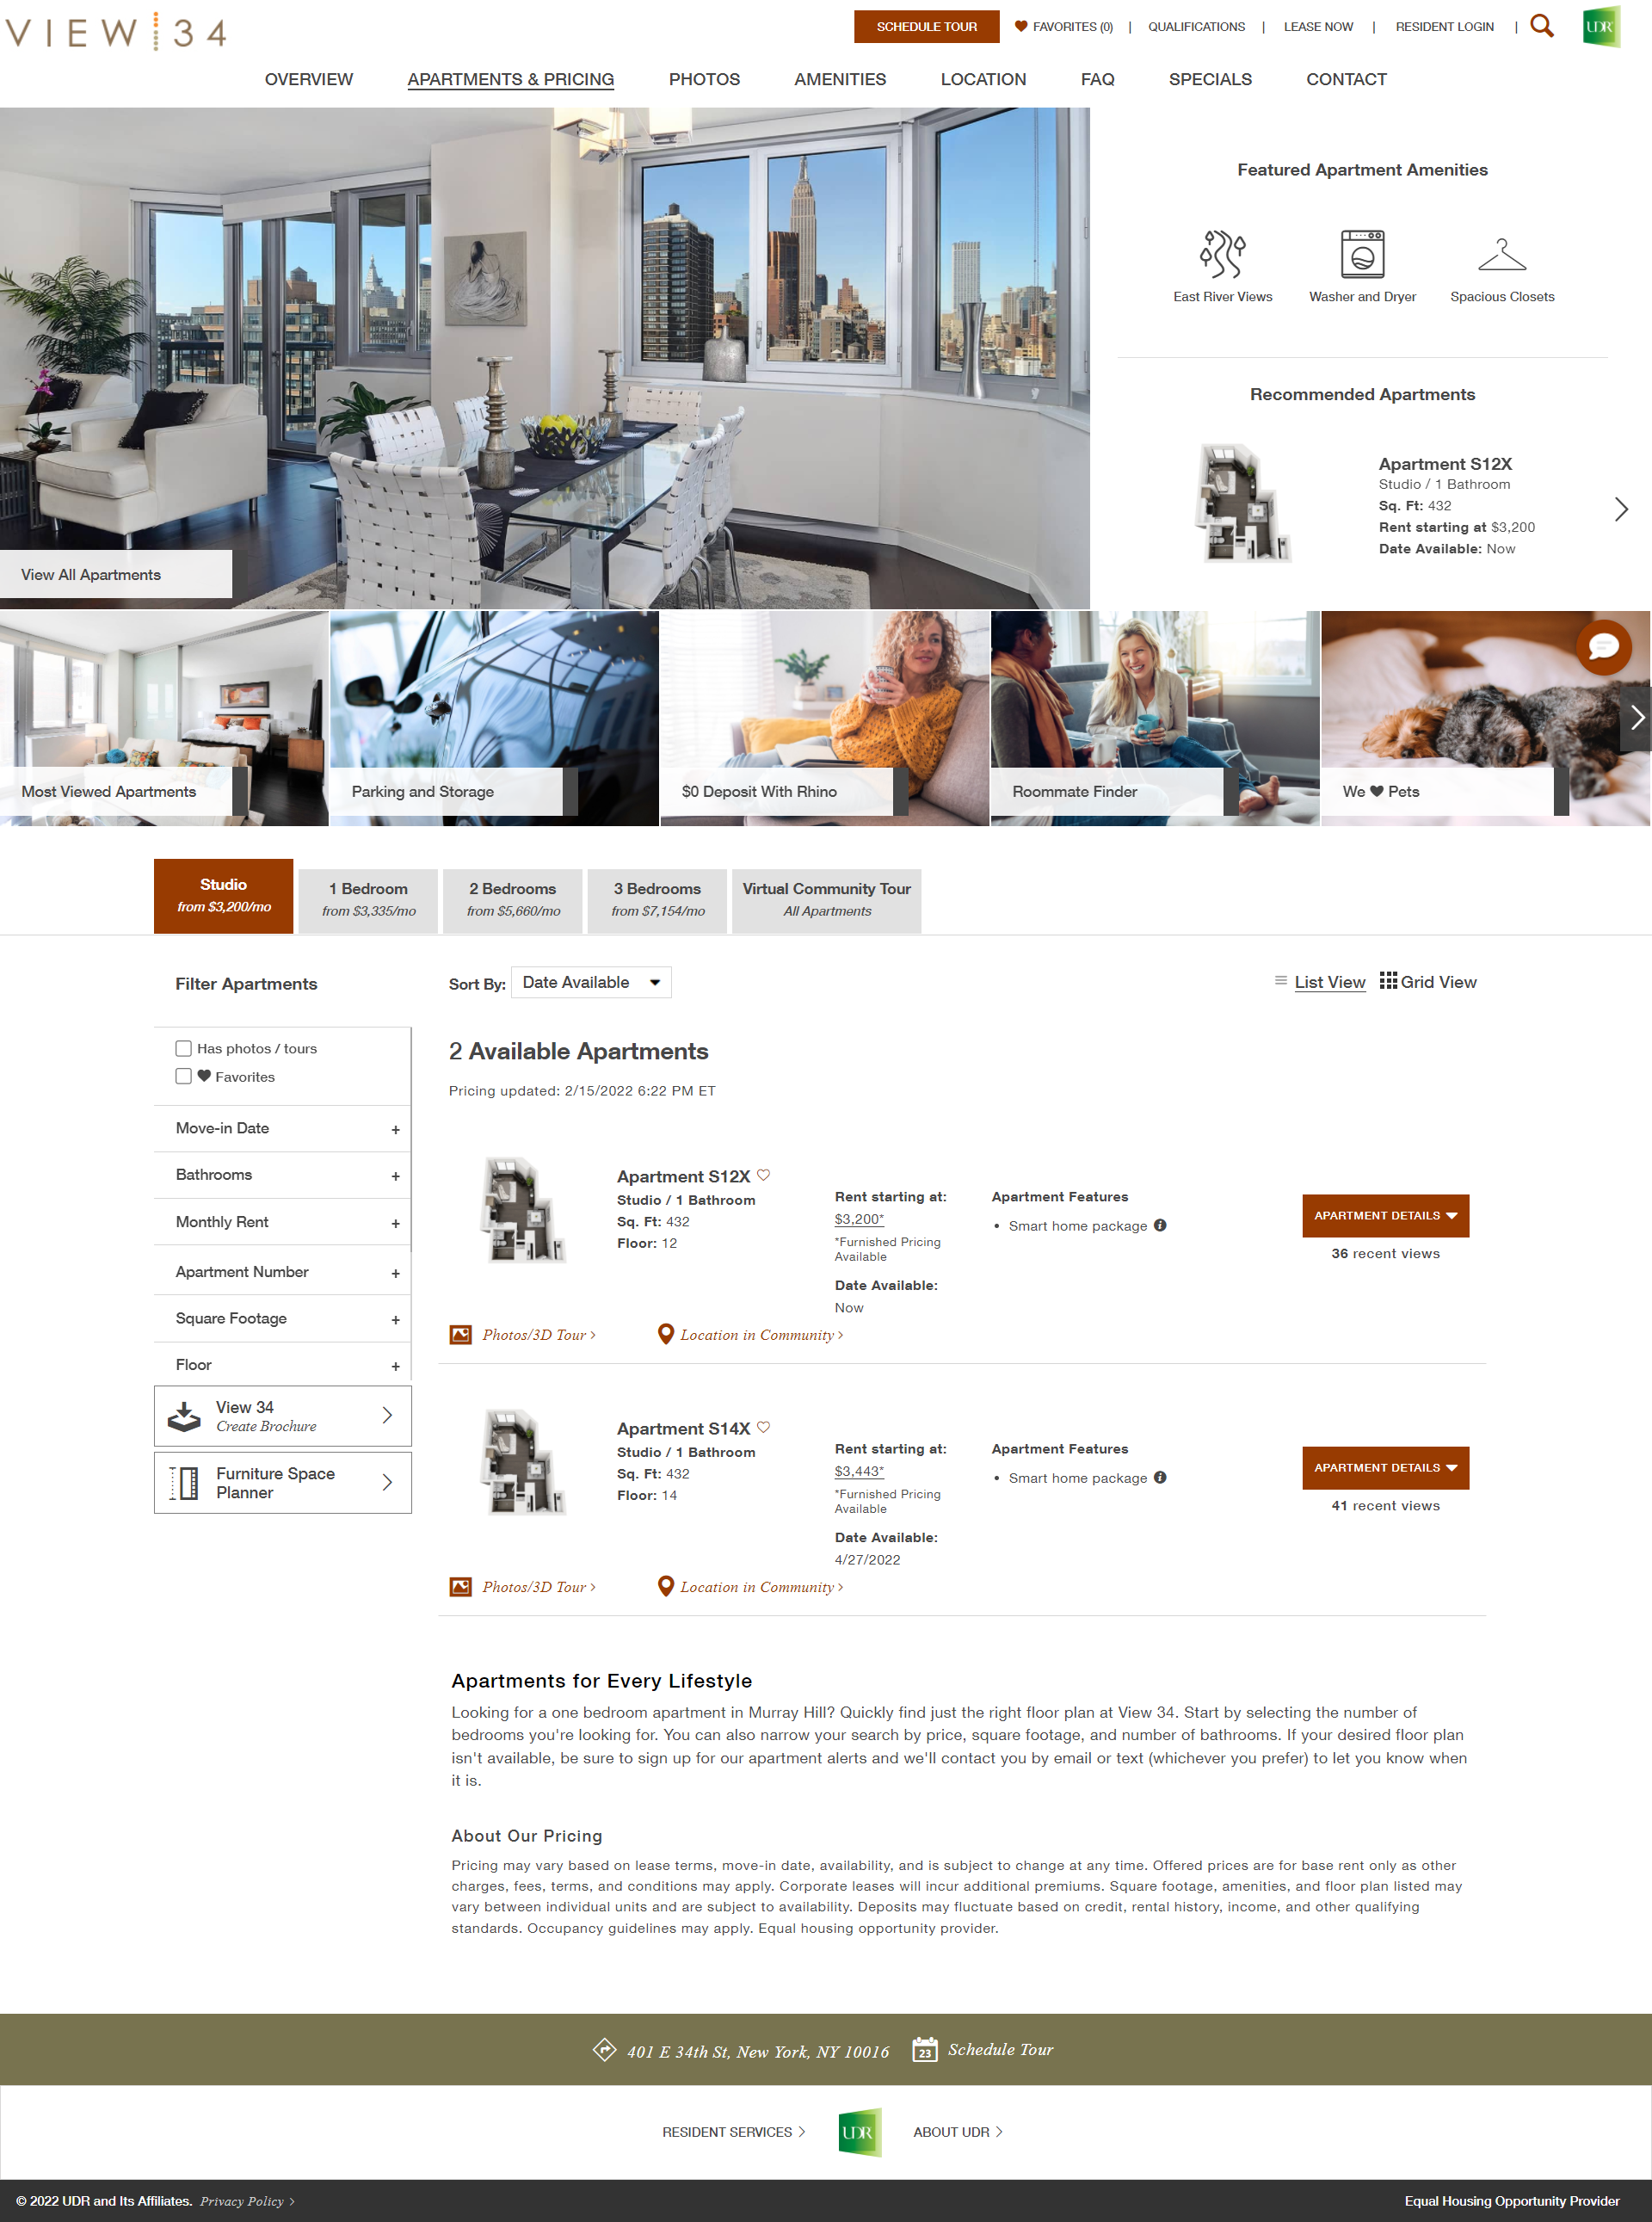 VIEW 34
SCHEDULE TOUR
FAVORITES (0) | QUALIFICATIONS | LEASE NOW | RESIDENT LOGIN |
UDR
OVERVIEW APARTMENTS & PRICING PHOTOS AMENITIES LOCATION FAQ SPECIALS CONTACT
View All Apartments
Featured Apartment Amenities
East River Views
Washer and Dryer
Spacious Closets
Recommended Apartments
Apartment S12X
Studio / 1 Bathroom
Sq. Ft: 432
Rent starting at $3,200
Date Available: Now
Most Viewed Apartments
Parking and Storage
$0 Deposit With Rhino
Roommate Finder
We ♥ Pets
Studio
from $3,200/mo
1 Bedroom
from $3,335/mo
2 Bedrooms
from $5,660/mo
3 Bedrooms
from $7,154/mo
Virtual Community Tour
All Apartments
Filter Apartments
Has photos / tours
♥ Favorites
Move-in Date +
Bathrooms +
Monthly Rent +
Apartment Number +
Square Footage +
Floor +
View 34
Create Brochure
Furniture Space
Planner
Sort By: Date Available
List View Grid View
2 Available Apartments
Pricing updated: 2/15/2022 6:22 PM ET
Apartment S12X
Studio / 1 Bathroom
Sq. Ft: 432
Floor: 12
Rent starting at:
$3,200*
*Furnished Pricing
Available
Date Available:
Now
Apartment Features
• Smart home package
APARTMENT DETAILS
36 recent views
Photos/3D Tour >
Location in Community >
Apartment S14X
Studio / 1 Bathroom
Sq. Ft: 432
Floor: 14
Rent starting at:
$3,443*
*Furnished Pricing
Available
Date Available:
4/27/2022
Apartment Features
• Smart home package
APARTMENT DETAILS
41 recent views
Photos/3D Tour >
Location in Community >
Apartments for Every Lifestyle
Looking for a one bedroom apartment in Murray Hill? Quickly find just the right floor plan at View 34. Start by selecting the number of
bedrooms you're looking for. You can also narrow your search by price, square footage, and number of bathrooms. If your desired floor plan
isn't available, be sure to sign up for our apartment alerts and we'll contact you by email or text (whichever you prefer) to let you know when
it is.
About Our Pricing
Pricing may vary based on lease terms, move-in date, availability, and is subject to change at any time. Offered prices are for base rent only as other
charges, fees, terms, and conditions may apply. Corporate leases will incur additional premiums. Square footage, amenities, and floor plan listed may
vary between individual units and are subject to availability. Deposits may fluctuate based on credit, rental history, income, and other qualifying
standards. Occupancy guidelines may apply. Equal housing opportunity provider.
401 E 34th St, New York, NY 10016
23
Schedule Tour
RESIDENT SERVICES >
UDR
ABOUT UDR >
© 2022 UDR and Its Affiliates. Privacy Policy >
Equal Housing Opportunity Provider